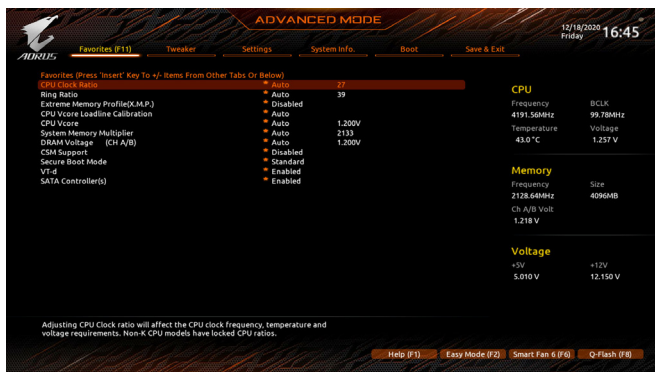 ADVANCED MODE
12/18/2020
Friday
16:45
AORUS
Favorites (F11) Tweaker Settings System Info. Boot Save & Exit
Favorites (Press 'Insert' Key To +/- Items From Other Tabs Or Below)
CPU Clock Ratio * Auto 27
Ring Ratio * Auto 39
Extreme Memory Profile(X.M.P.) * Disabled
CPU Vcore Loadline Calibration * Auto
CPU Vcore * Auto 1.200V
System Memory Multiplier * Auto 2133
DRAM Voltage (CH A/B) * Auto 1.200V
CSM Support * Disabled
Secure Boot Mode * Standard
VT-d * Enabled
SATA Controller(s) * Enabled
CPU
Frequency BCLK
4191.56MHz 99.78MHz
Temperature Voltage
43.0 °C 1.257 V
Memory
Frequency Size
2128.64MHz 4096MB
Ch A/B Volt
1.218 V
Voltage
+5V +12V
5.010 V 12.150 V
Adjusting CPU Clock ratio will affect the CPU clock frequency, temperature and
voltage requirements. Non-K CPU models have locked CPU ratios.
Help (F1) Easy Mode (F2) Smart Fan 6 (F6) Q-Flash (F8)